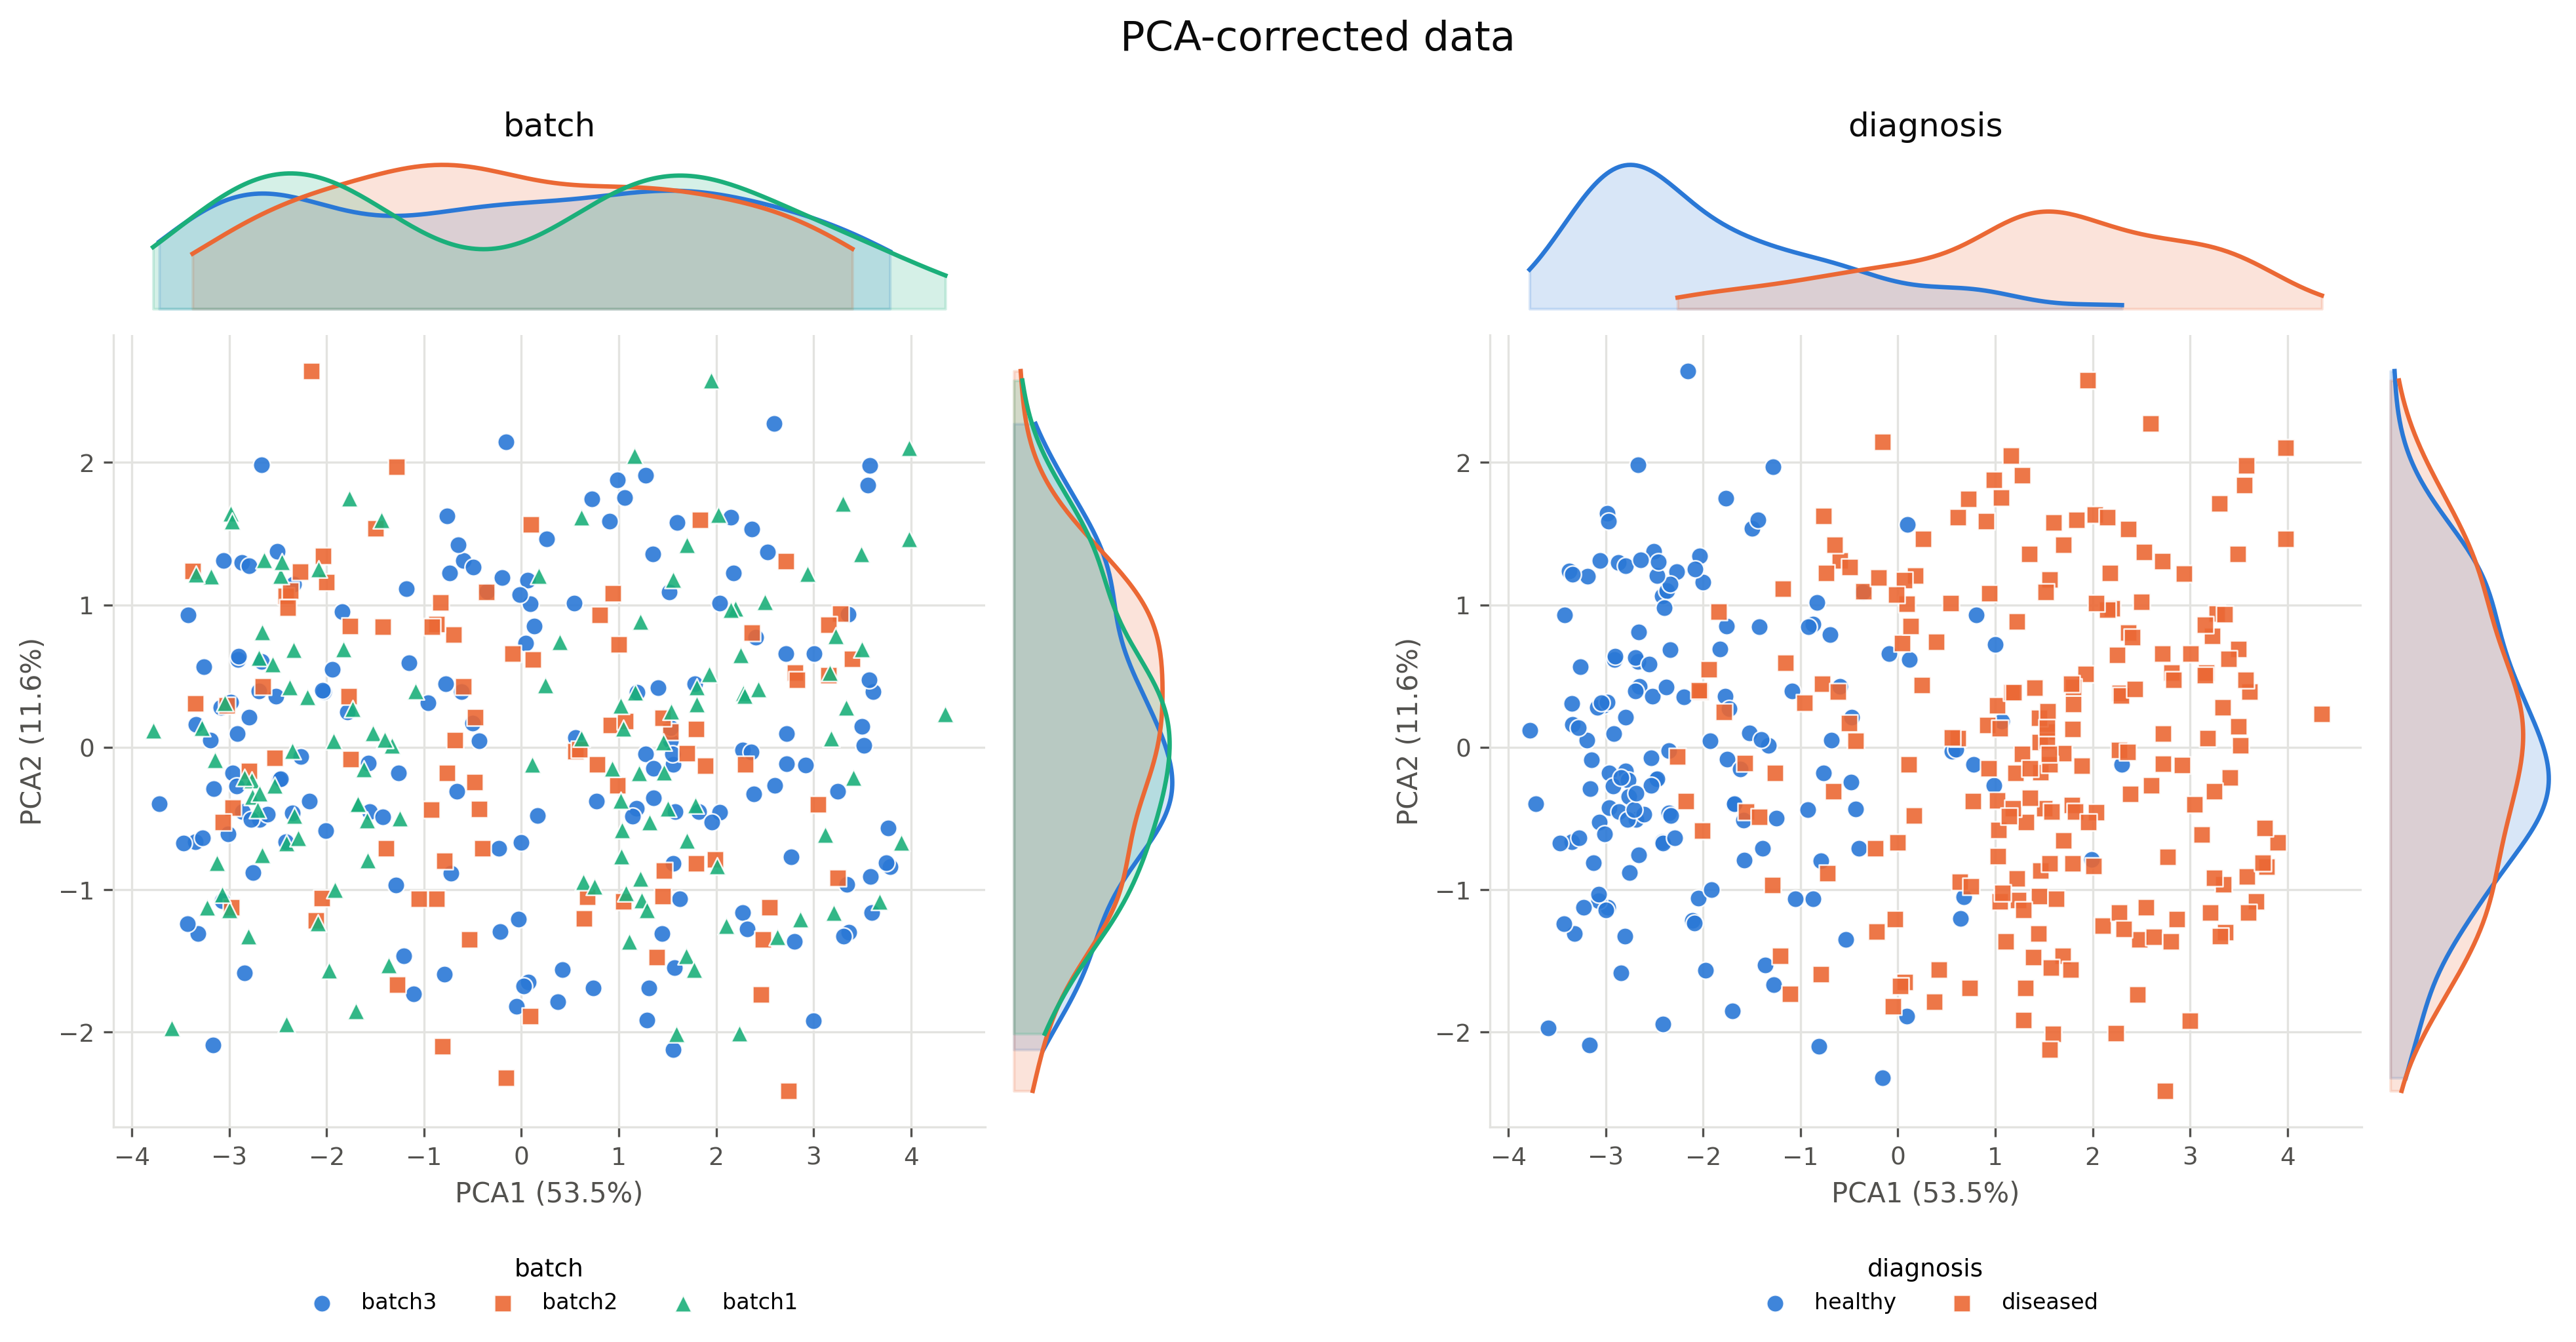 PCA-corrected data
batch
diagnosis
2
1
0
−1
−2
PCA2 (11.6%)
−4 −3 −2 −1 0 1 2 3 4
PCA1 (53.5%)
2
1
0
−1
−2
PCA2 (11.6%)
−4 −3 −2 −1 0 1 2 3 4
PCA1 (53.5%)
batch
batch3 batch2 batch1
diagnosis
healthy diseased